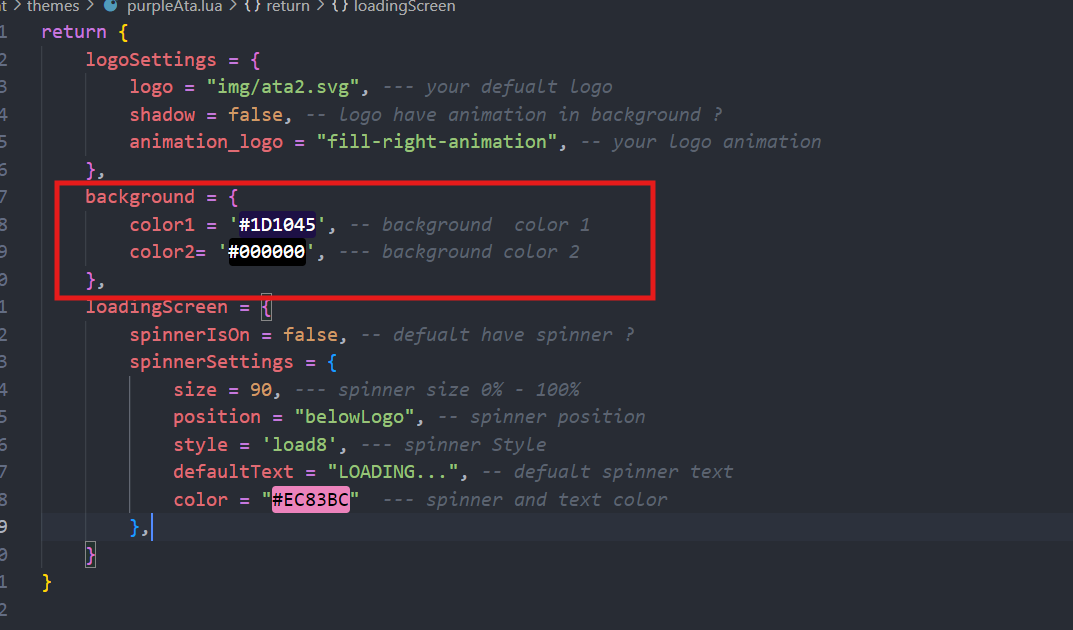 t > themes > purpleAta.lua > {} return > {} loadingScreen
1 return {
2 logoSettings = {
3 logo = "img/ata2.svg", --- your defualt logo
4 shadow = false, -- logo have animation in background ?
5 animation_logo = "fill-right-animation", -- your logo animation
6 },
7 background = {
8 color1 = '#1D1045', -- background  color 1
9 color2= '#000000', --- background color 2
0 },
1 loadingScreen = {
2 spinnerIsOn = false, -- defualt have spinner ?
3 spinnerSettings = {
4 size = 90, --- spinner size 0% - 100%
5 position = "belowLogo", -- spinner position
6 style = 'load8', --- spinner Style
7 defaultText = "LOADING...", -- defualt spinner text
8 color = "#EC83BC"  --- spinner and text color
9 },
0 }
1 }
2